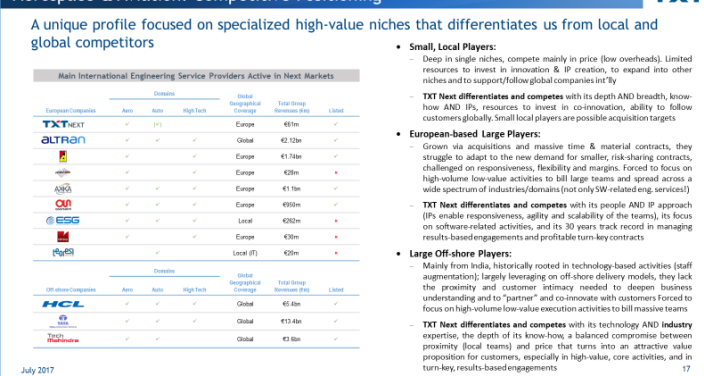 Aerospace & Aviation: Competitive Positioning
TXT
A unique profile focused on specialized high-value niches that differentiates us from local and
global competitors
Main International Engineering Service Providers Active in Next Markets
Domains
European Companies Aero Auto High Tech Global Geographical Coverage Total Group Revenues (€m) Listed
TXT NEXT ✓ (✓) Europe €61m ✓
ALTRAN ✓ ✓ ✓ Global €2.12bn ✓
✓ ✓ Europe €1.74bn ✓
✓ ✓ Europe €28m
AKKA ✓ ✓ ✓ Europe €1.1bn ✓
✓ ✓ ✓ Europe €950m ✓
ESG ✓ ✓ ✓ Local €262m
✓ ✓ Europe €30m
✓ Local (IT) €20m
Domains
Off-shore Companies Aero Auto High Tech Global Geographical Coverage Total Group Revenues (€m) Listed
HCL ✓ ✓ ✓ Global €5.4bn ✓
TATA ✓ ✓ ✓ Global €13.4bn ✓
Tech Mahindra ✓ ✓ Global €3.6bn ✓
• Small, Local Players:
– Deep in single niches, compete mainly in price (low overheads). Limited
resources to invest in innovation & IP creation, to expand into other
niches and to support/follow global companies int'lly
– TXT Next differentiates and competes with its depth AND breadth, know-
how AND IPs, resources to invest in co-innovation, ability to follow
customers globally. Small local players are possible acquisition targets
• European-based Large Players:
– Grown via acquisitions and massive time & material contracts, they
struggle to adapt to the new demand for smaller, risk-sharing contracts,
challenged on responsiveness, flexibility and margins. Forced to focus on
high-volume low-value activities to bill large teams and spread across a
wide spectrum of industries/domains (not only SW-related eng. services!)
– TXT Next differentiates and competes with its people AND IP approach
(IPs enable responsiveness, agility and scalability of the teams), its focus
on software-related activities, and its 30 years track record in managing
results-based engagements and profitable turn-key contracts
• Large Off-shore Players:
– Mainly from India, historically rooted in technology-based activities (staff
augmentation); largely leveraging on off-shore delivery models, they lack
the proximity and customer intimacy needed to deepen business
understanding and to "partner" and co-innovate with customers Forced to
focus on high-volume low-value execution activities to bill massive teams
– TXT Next differentiates and competes with its technology AND industry
expertise, the depth of its know-how, a balanced compromise between
proximity (local teams) and price that turns into an attractive value
proposition for customers, especially in high-value, core activities, and in
turn-key, results-based engagements
July 2017
17